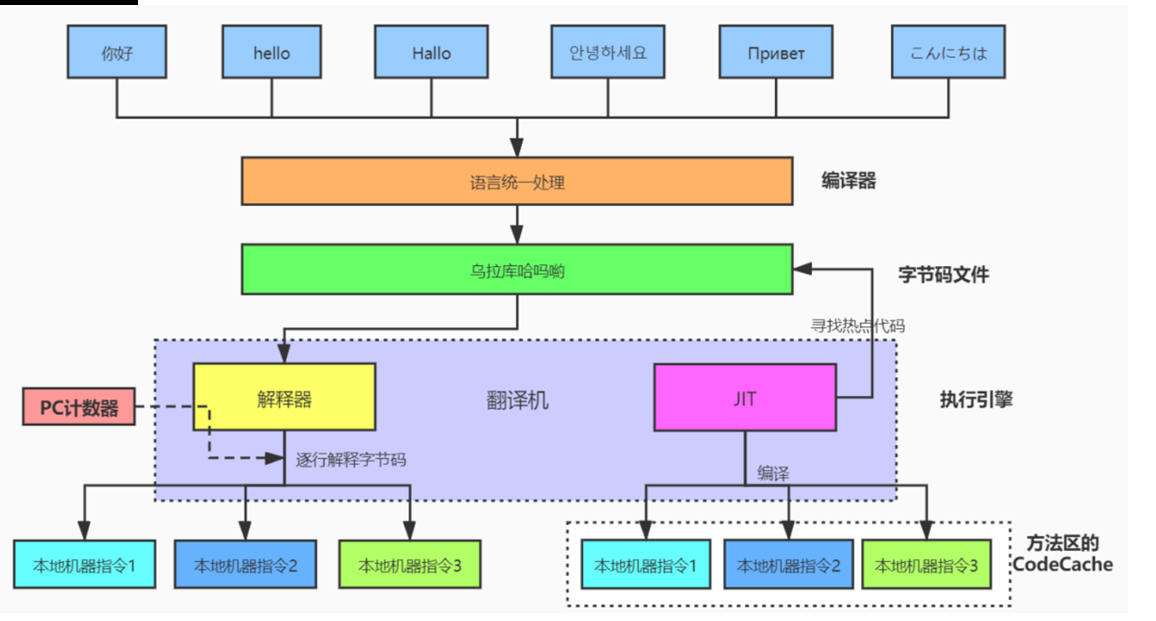 你好
hello
Hallo
안녕하세요
Привет
こんにちは
语言统一处理
编译器
乌拉库哈吗呦
字节码文件
寻找热点代码
PC计数器
解释器
翻译机
JIT
执行引擎
逐行解释字节码
编译
本地机器指令1
本地机器指令2
本地机器指令3
本地机器指令1
本地机器指令2
本地机器指令3
方法区的
CodeCache